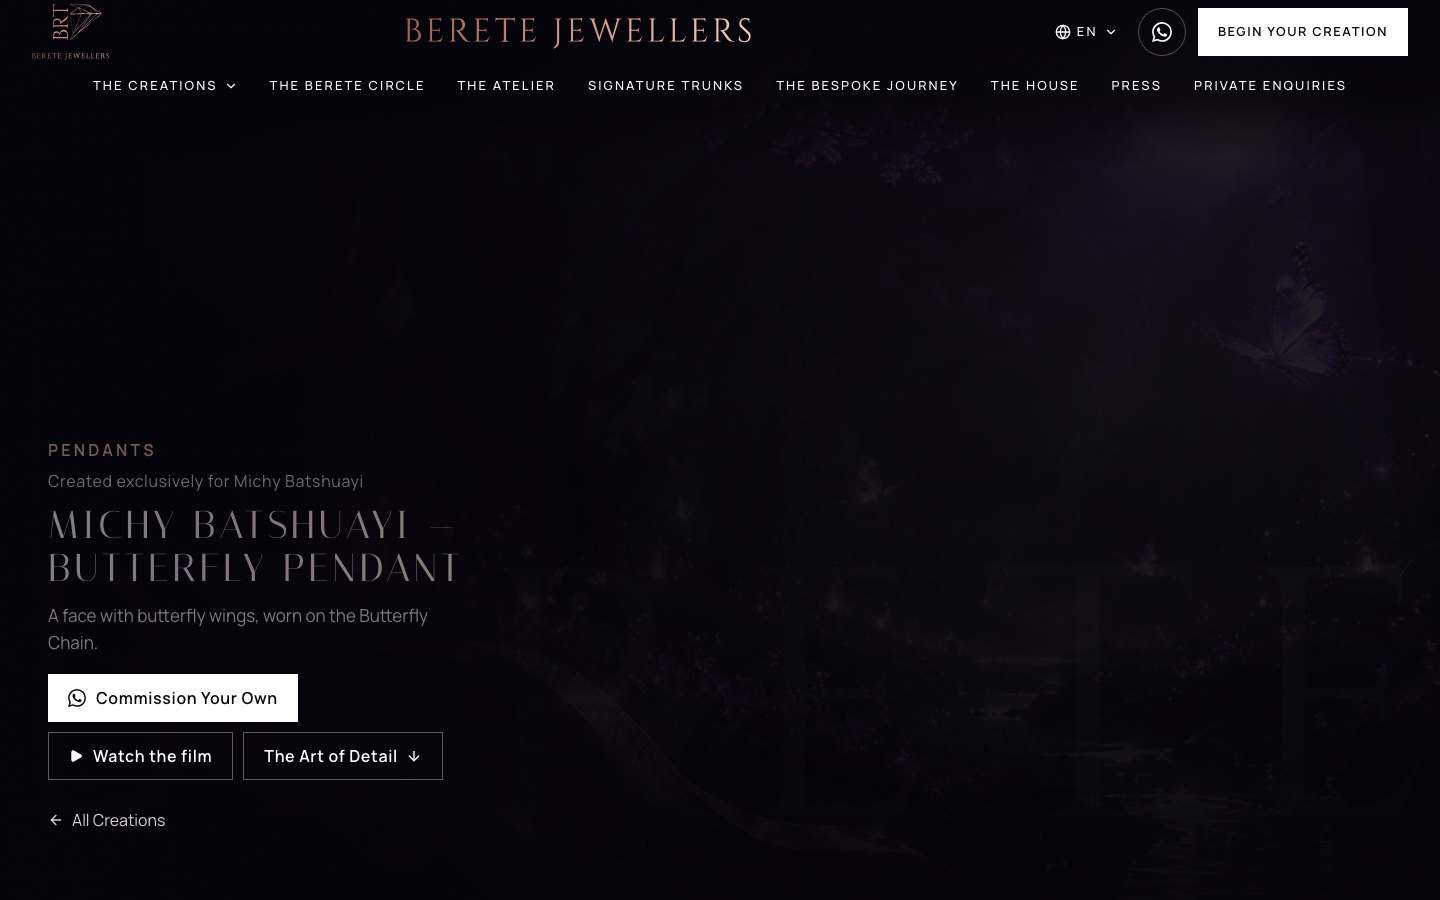 BRT
BERETE JEWELLERS
BERETE JEWELLERS
EN
BEGIN YOUR CREATION
THE CREATIONS
THE BERETE CIRCLE
THE ATELIER
SIGNATURE TRUNKS
THE BESPOKE JOURNEY
THE HOUSE
PRESS
PRIVATE ENQUIRIES
PENDANTS
Created exclusively for Michy Batshuayi
MICHY BATSHUAYI –
BUTTERFLY PENDANT
A face with butterfly wings, worn on the Butterfly
Chain.
Commission Your Own
Watch the film
The Art of Detail
All Creations